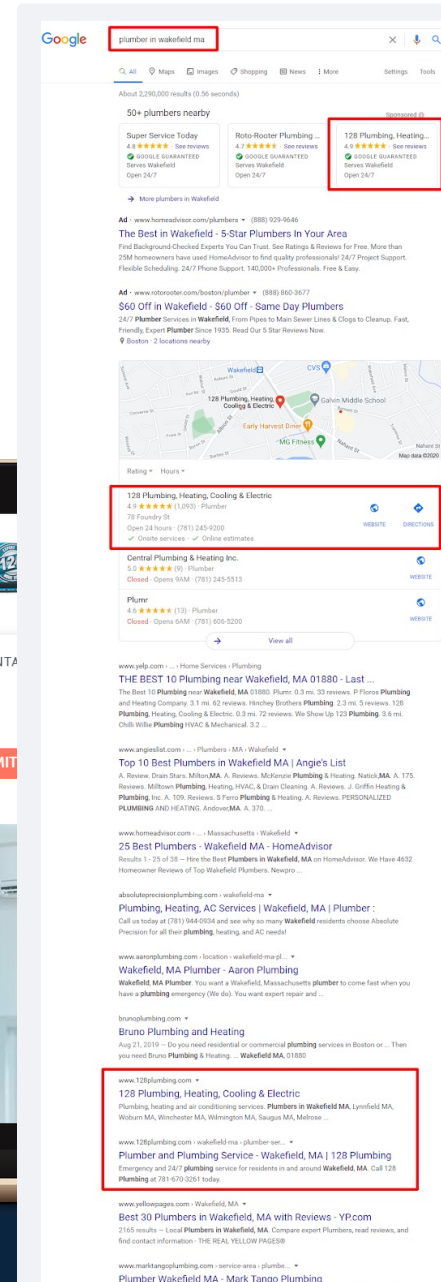 Google
plumber in wakefield ma
All Maps Images Shopping News More Settings Tools
About 2,290,000 results (0.56 seconds)
50+ plumbers nearby
Sponsored
Super Service Today
4.8 ★★★★★ · See reviews
GOOGLE GUARANTEED
Serves Wakefield
Open 24/7
Roto-Rooter Plumbing ...
4.7 ★★★★★ · See reviews
GOOGLE GUARANTEED
Serves Wakefield
Open 24/7
128 Plumbing, Heating...
4.9 ★★★★★ · See reviews
GOOGLE GUARANTEED
Serves Wakefield
Open 24/7
→ More plumbers in Wakefield
Ad · www.homeadvisor.com/plumbers ▾ (888) 929-9646
The Best in Wakefield - 5-Star Plumbers In Your Area
Find Background-Checked Experts You Can Trust. See Ratings & Reviews for Free. More than
25M homeowners have used HomeAdvisor to find quality professionals! 24/7 Project Support.
Flexible Scheduling. 24/7 Phone Support. 140,000+ Professionals. Free & Easy.
Ad · www.rotorooter.com/boston/plumber ▾ (888) 860-3677
$60 Off in Wakefield - $60 Off - Same Day Plumbers
24/7 Plumber Services in Wakefield, From Pipes to Main Sewer Lines & Clogs to Cleanup. Fast,
Friendly, Expert Plumber Since 1935. Read Our 5 Star Reviews Now.
Boston · 2 locations nearby
Wakefield
CVS
128 Plumbing, Heating,
Cooling & Electric
Galvin Middle School
Early Harvest Diner
MG Fitness
Nahant St
Nahant St
Map data ©2020
Rating ▾ Hours ▾
128 Plumbing, Heating, Cooling & Electric
4.9 ★★★★★ (1,093) · Plumber
78 Foundry St
Open 24 hours · (781) 245-9200
✓ Onsite services · ✓ Online estimates
WEBSITE
DIRECTIONS
Central Plumbing & Heating Inc.
5.0 ★★★★★ (9) · Plumber
Closed · Opens 9AM · (781) 245-5513
WEBSITE
Plumr
4.6 ★★★★★ (13) · Plumber
Closed · Opens 6AM · (781) 606-5200
WEBSITE
→ View all
www.yelp.com › ... › Home Services › Plumbing
THE BEST 10 Plumbing near Wakefield, MA 01880 - Last ...
The Best 10 Plumbing near Wakefield, MA 01880. Plumr. 0.3 mi. 33 reviews. P Floros Plumbing
and Heating Company. 3.1 mi. 62 reviews. Hinchey Brothers Plumbing. 2.3 mi. 5 reviews. 128
Plumbing, Heating, Cooling & Electric. 0.3 mi. 72 reviews. We Show Up 123 Plumbing. 3.6 mi.
Chilli Willie Plumbing HVAC & Mechanical. 3.2 ...
www.angieslist.com › ... › Plumbers › MA › Wakefield ▾
Top 10 Best Plumbers in Wakefield MA | Angie's List
A. Review. Drain Stars. Milton,MA. A. Reviews. McKenzie Plumbing & Heating. Natick,MA. A. 175.
Reviews. Milltown Plumbing, Heating, HVAC, & Drain Cleaning. A. Reviews. J. Griffin Heating &
Plumbing, Inc. A. 109. Reviews. S Ferro Plumbing & Heating. A. Reviews. PERSONALIZED
PLUMBING AND HEATING. Andover,MA. A. 370. ...
www.homeadvisor.com › ... › Massachusetts › Wakefield ▾
25 Best Plumbers - Wakefield MA - HomeAdvisor
Results 1 - 25 of 38 — Hire the Best Plumbers in Wakefield, MA on HomeAdvisor. We Have 4632
Homeowner Reviews of Top Wakefield Plumbers. Newpro ...
absoluteprecisionplumbing.com › wakefield-ma ▾
Plumbing, Heating, AC Services | Wakefield, MA | Plumber :
Call us today at (781) 944-0934 and see why so many Wakefield residents choose Absolute
Precision for all their plumbing, heating, and AC needs!
www.aaronplumbing.com › location › wakefield-ma-pl... ▾
Wakefield, MA Plumber - Aaron Plumbing
Wakefield, MA Plumber. You want a Wakefield, Massachusetts plumber to come fast when you
have a plumbing emergency (We do). You want expert repair and ...
brunoplumbing.com ▾
Bruno Plumbing and Heating
Aug 21, 2019 — Do you need residential or commercial plumbing services in Boston or ... Then
you need Bruno Plumbing & Heating. ... Wakefield MA, 01880
www.128plumbing.com ▾
128 Plumbing, Heating, Cooling & Electric
Plumbing, heating and air conditioning services. Plumbers in Wakefield MA, Lynnfield MA,
Woburn MA, Winchester MA, Wilmington MA, Saugus MA, Melrose ...
www.128plumbing.com › wakefield-ma › plumber-ser... ▾
Plumber and Plumbing Service - Wakefield, MA | 128 Plumbing
Emergency and 24/7 plumbing service for residents in and around Wakefield, MA. Call 128
Plumbing at 781-670-3261 today.
www.yellowpages.com › Wakefield, MA ▾
Best 30 Plumbers in Wakefield, MA with Reviews - YP.com
2165 results — Local Plumbers in Wakefield, MA. Compare expert Plumbers, read reviews, and
find contact information - THE REAL YELLOW PAGES®
www.marktangoplumbing.com › service-area › plumbe... ▾
Plumber Wakefield MA - Mark Tango Plumbing